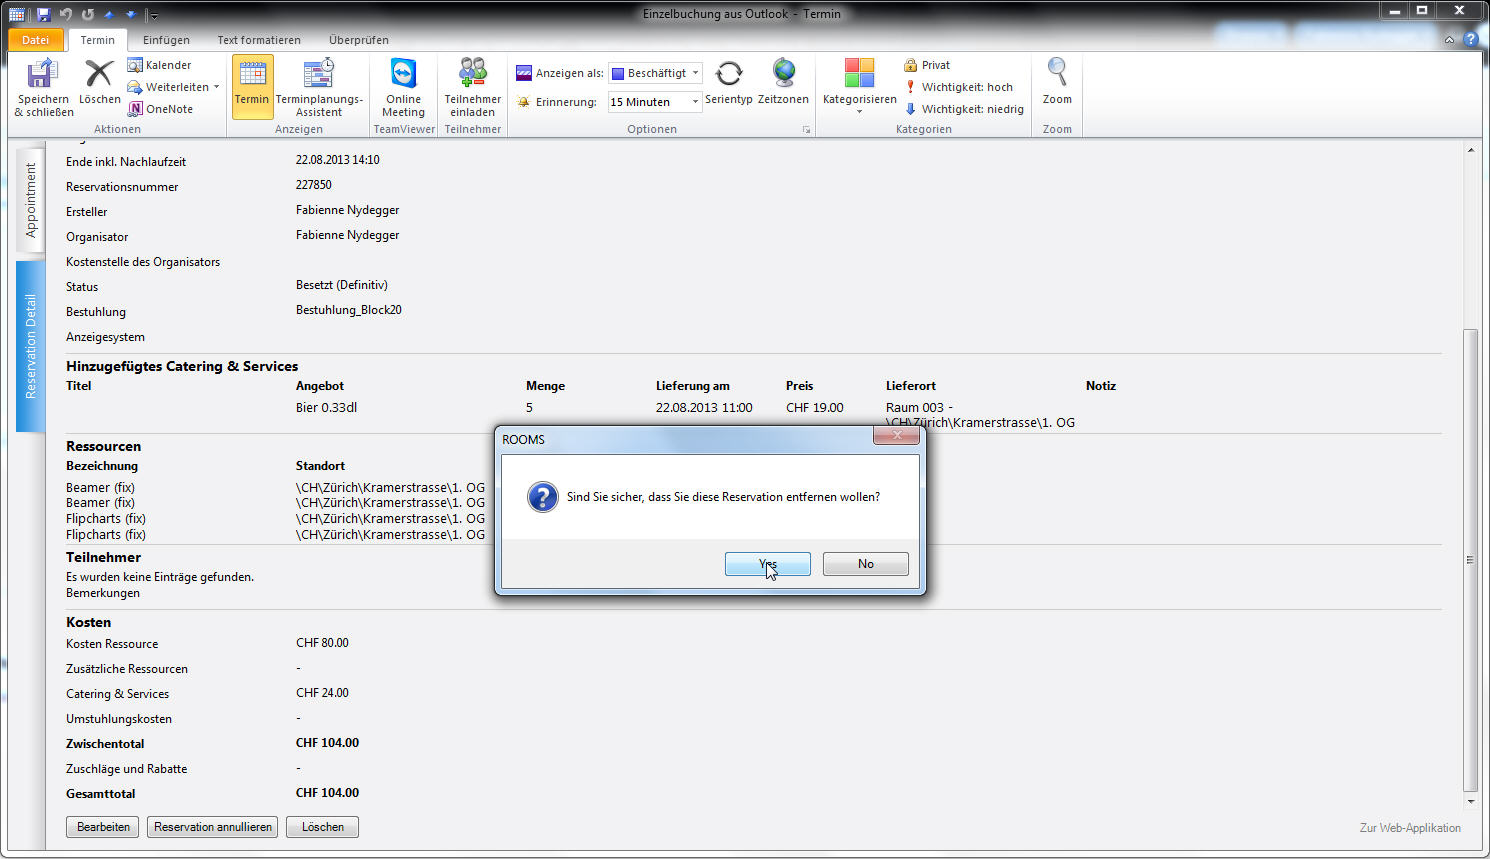 Einzelbuchung aus Outlook - Termin
Datei Termin Einfügen Text formatieren Überprüfen
Speichern & schließen
Löschen
Kalender
Weiterleiten
OneNote
Aktionen
Termin
Terminplanungs-Assistent
Anzeigen
Online Meeting
TeamViewer
Teilnehmer einladen
Teilnehmer
Anzeigen als: Beschäftigt
Erinnerung: 15 Minuten
Serientyp
Zeitzonen
Optionen
Kategorisieren
Privat
Wichtigkeit: hoch
Wichtigkeit: niedrig
Kategorien
Zoom
Zoom
Appointment
Reservation Detail
Ende inkl. Nachlaufzeit 22.08.2013 14:10
Reservationsnummer 227850
Ersteller Fabienne Nydegger
Organisator Fabienne Nydegger
Kostenstelle des Organisators
Status Besetzt (Definitiv)
Bestuhlung Bestuhlung_Block20
Anzeigesystem
Hinzugefügtes Catering & Services
Titel Angebot Menge Lieferung am Preis Lieferort Notiz
Bier 0.33dl 5 22.08.2013 11:00 CHF 19.00 Raum 003 -
\CH\Zürich\Kramerstrasse\1. OG
Ressourcen
Bezeichnung Standort
Beamer (fix) \CH\Zürich\Kramerstrasse\1. OG
Beamer (fix) \CH\Zürich\Kramerstrasse\1. OG
Flipcharts (fix) \CH\Zürich\Kramerstrasse\1. OG
Flipcharts (fix) \CH\Zürich\Kramerstrasse\1. OG
Teilnehmer
Es wurden keine Einträge gefunden.
Bemerkungen
ROOMS
Sind Sie sicher, dass Sie diese Reservation entfernen wollen?
Yes No
Kosten
Kosten Ressource CHF 80.00
Zusätzliche Ressourcen -
Catering & Services CHF 24.00
Umstuhlungskosten -
Zwischentotal CHF 104.00
Zuschläge und Rabatte -
Gesamttotal CHF 104.00
Bearbeiten Reservation annullieren Löschen
Zur Web-Applikation